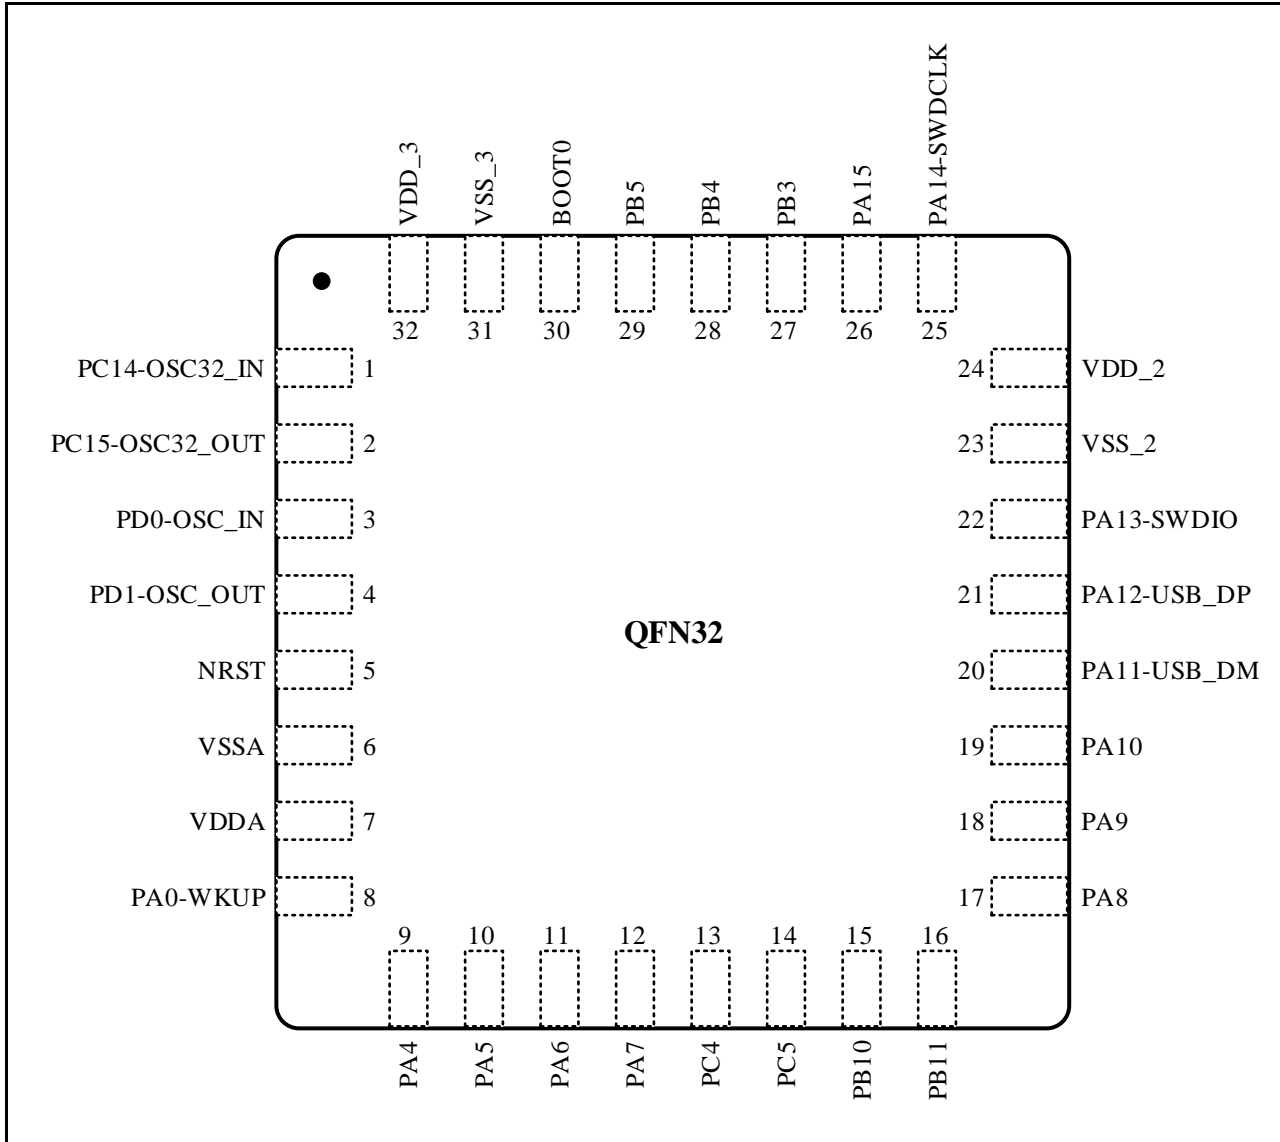 VDD_3
VSS_3
BOOT0
PB5
PB4
PB3
PA15
PA14-SWDCLK
32 31 30 29 28 27 26 25
PC14-OSC32_IN 1 24 VDD_2
PC15-OSC32_OUT 2 23 VSS_2
PD0-OSC_IN 3 22 PA13-SWDIO
PD1-OSC_OUT 4 21 PA12-USB_DP
QFN32
NRST 5 20 PA11-USB_DM
VSSA 6 19 PA10
VDDA 7 18 PA9
PA0-WKUP 8 17 PA8
9 10 11 12 13 14 15 16
PA4
PA5
PA6
PA7
PC4
PC5
PB10
PB11